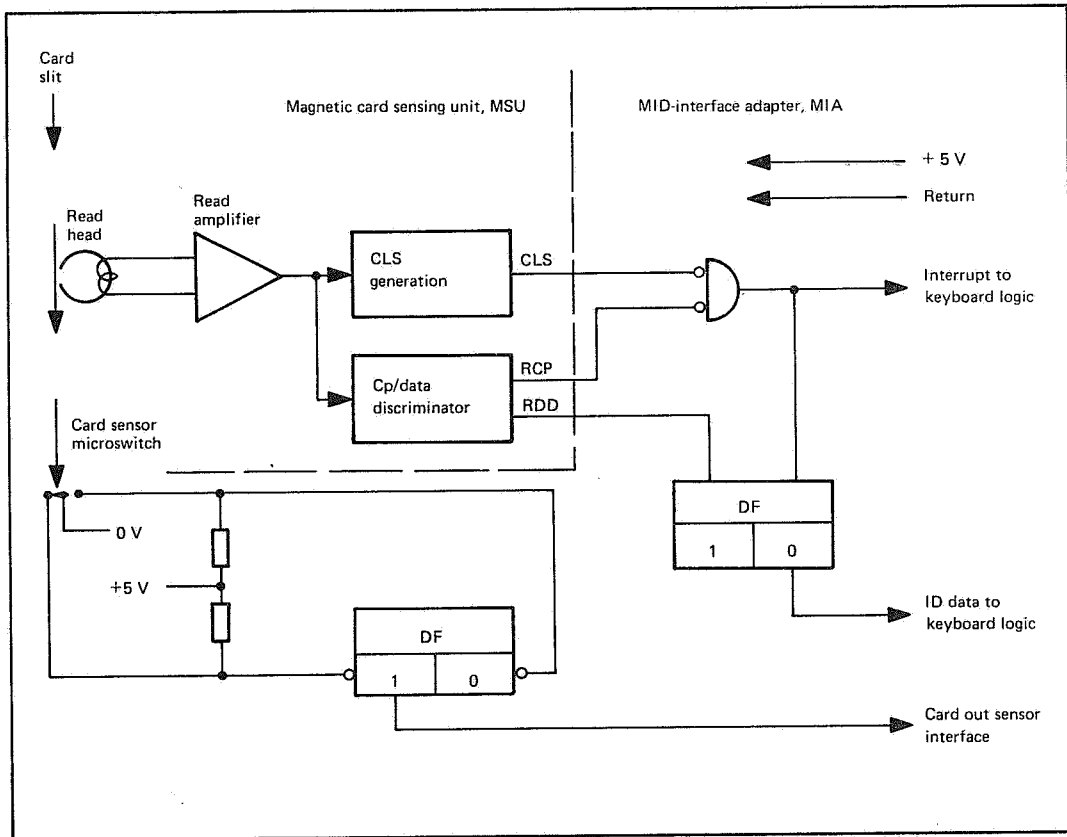 Card
slit
Magnetic card sensing unit, MSU
MID-interface adapter, MIA
+ 5 V
Return
Read
head
Read
amplifier
CLS
generation
CLS
Interrupt to
keyboard logic
Cp/data
discriminator
RCP
RDD
Card sensor
microswitch
0 V
+5 V
DF
1
0
ID data to
keyboard logic
DF
1
0
Card out sensor
interface